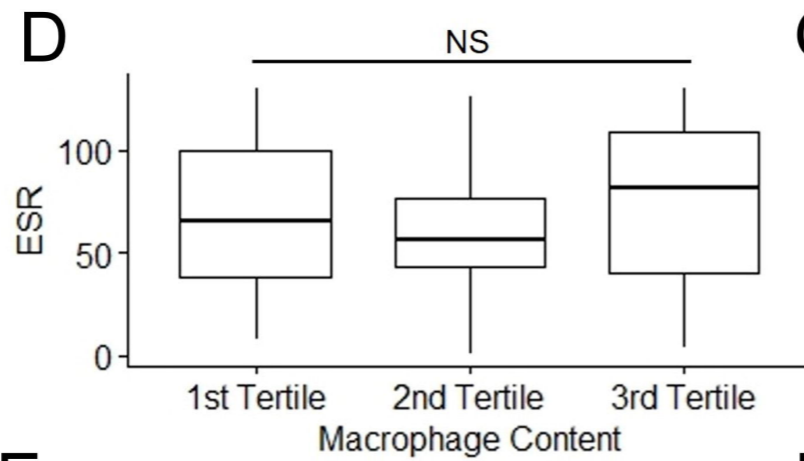 D
NS
ESR
100
50
0
1st Tertile 2nd Tertile 3rd Tertile
Macrophage Content